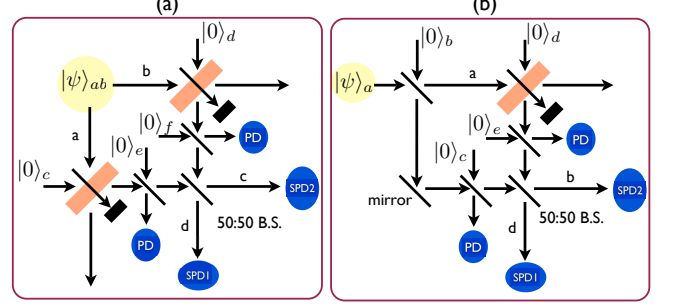 (a)
|0⟩_d
|ψ⟩_ab
b
a
|0⟩_f
PD
|0⟩_e
|0⟩_c
c
SPD2
d
50:50 B.S.
PD
SPD1
(b)
|0⟩_b
|0⟩_d
|ψ⟩_a
a
|0⟩_e
PD
|0⟩_c
b
SPD2
mirror
d
50:50 B.S.
PD
SPD1